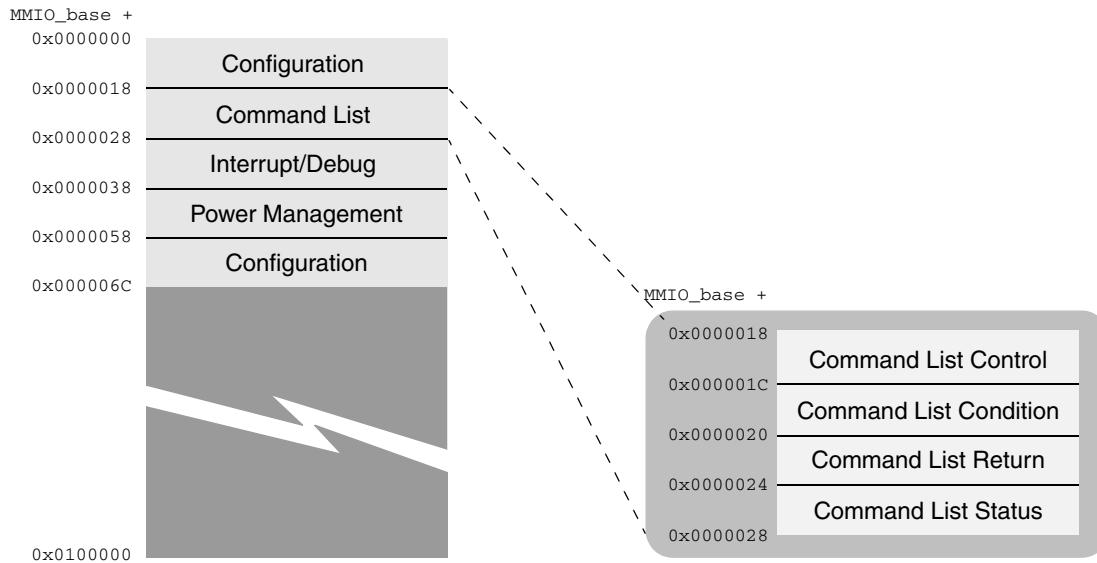 MMIO_base +
0x0000000
Configuration
0x0000018
Command List
0x0000028
Interrupt/Debug
0x0000038
Power Management
0x0000058
Configuration
0x000006C
0x0100000
MMIO_base +
0x0000018
Command List Control
0x000001C
Command List Condition
0x0000020
Command List Return
0x0000024
Command List Status
0x0000028